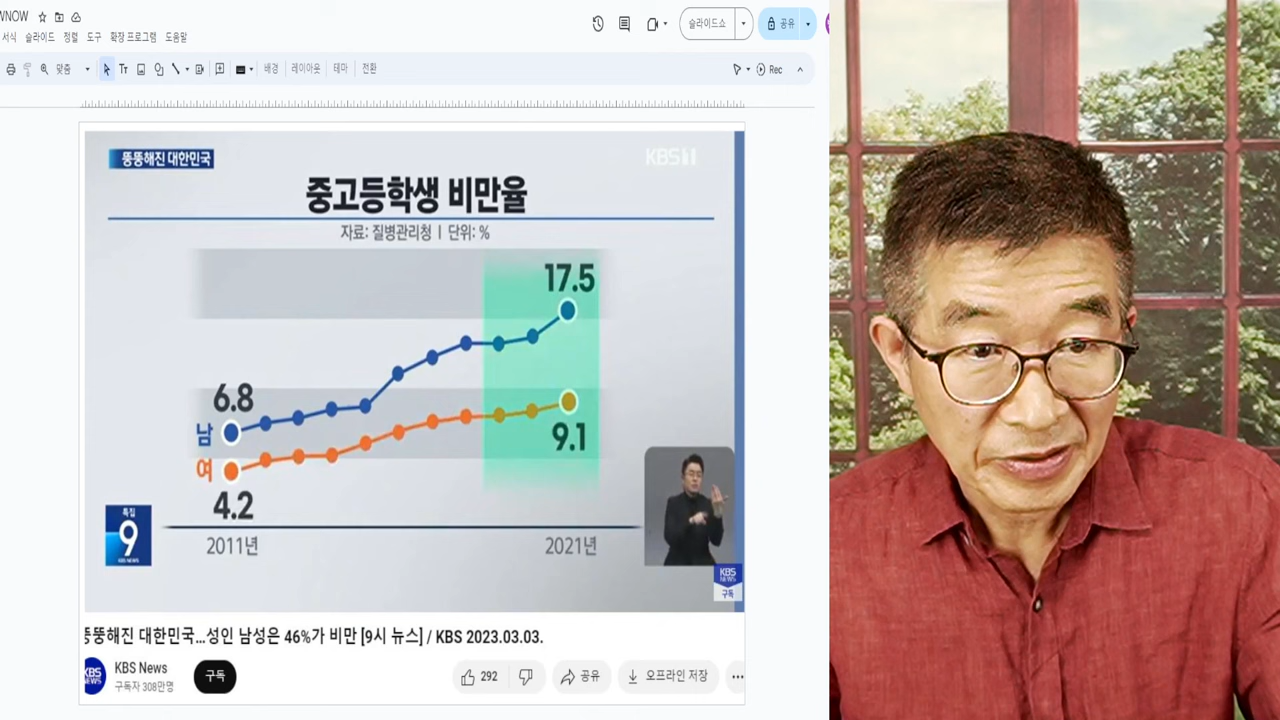 WNOW
서식 슬라이드 정렬 도구 확장 프로그램 도움말
슬라이드쇼
공유
맞춤
Tт
배경 레이아웃 테마 전환
Rec
뚱뚱해진 대한민국
KBS 1
중고등학생 비만율
자료: 질병관리청 | 단위: %
17.5
6.8
남
여
9.1
4.2
2011년
2021년
특집
9
KBS NEWS
KBS
NEWS
구독
뚱뚱해진 대한민국...성인 남성은 46%가 비만 [9시 뉴스] / KBS 2023.03.03.
KBS
NEWS
KBS News
구독자 308만명
구독
292
공유
오프라인 저장